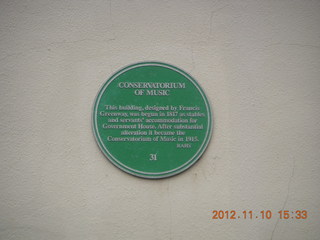 CONSERVATORIUM
OF MUSIC
This building, designed by Francis
Greenway, was begun in 1817 as stables
and servants' accommodation for
Government House. After substantial
alteration it became the
Conservatorium of Music in 1915.
31
2012.11.10 15:33